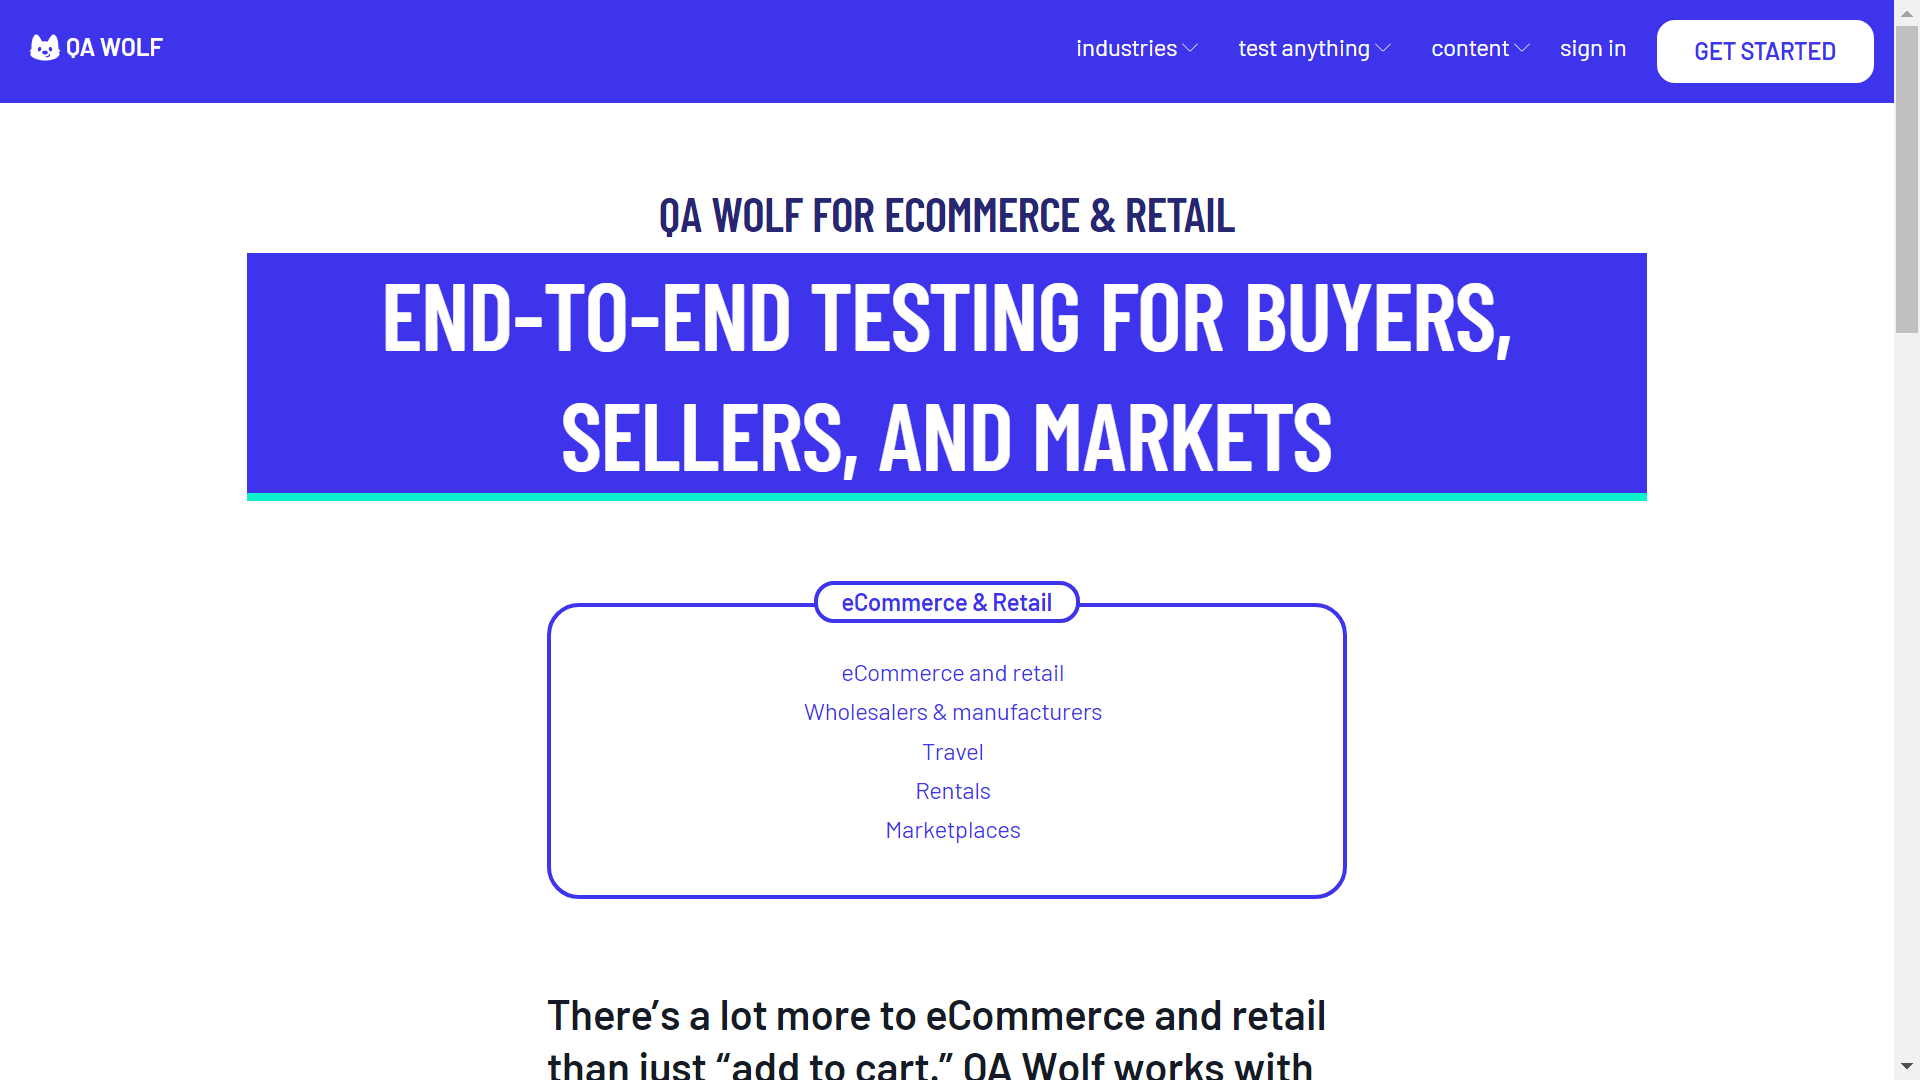 QA WOLF
industries
test anything
content
sign in
GET STARTED
QA WOLF FOR ECOMMERCE & RETAIL
END-TO-END TESTING FOR BUYERS,
SELLERS, AND MARKETS
eCommerce & Retail
eCommerce and retail
Wholesalers & manufacturers
Travel
Rentals
Marketplaces
There’s a lot more to eCommerce and retail
than just “add to cart.” QA Wolf works with